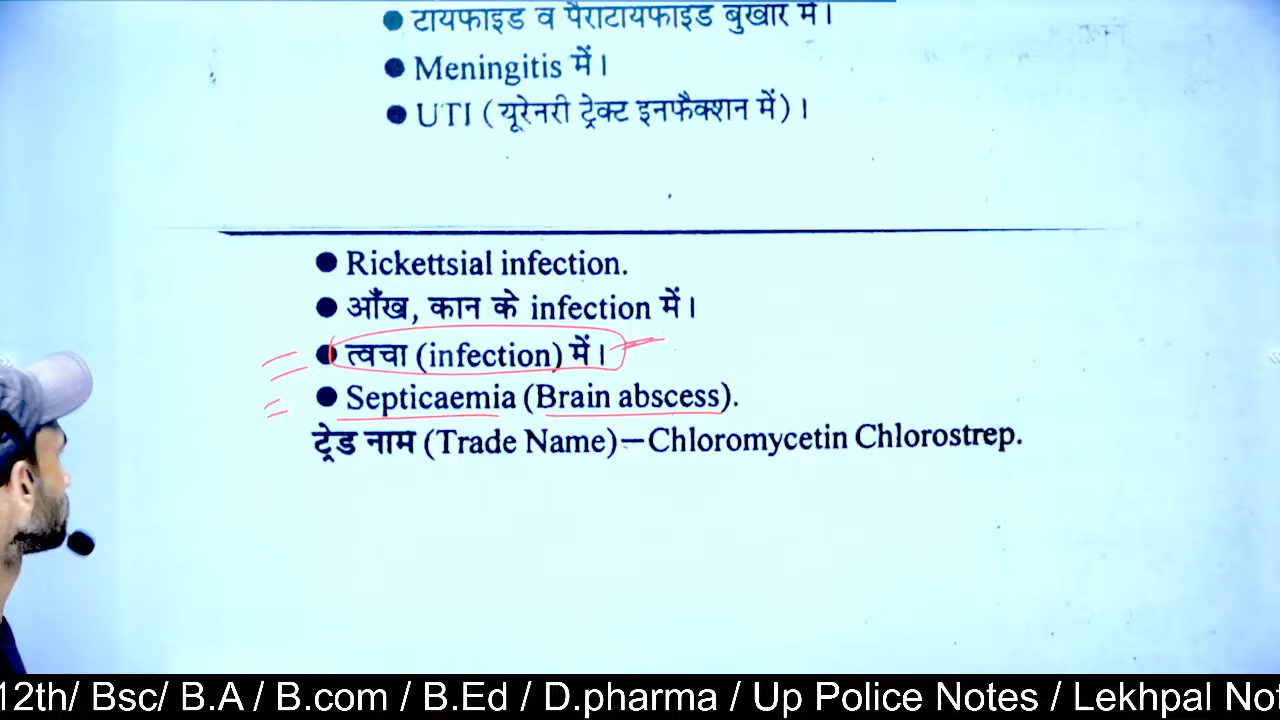 ● टायफाइड व पैराटायफाइड बुखार में।
● Meningitis में।
● UTI (यूरेनरी ट्रेक्ट इनफैक्शन में)।
● Rickettsial infection.
● आँख, कान के infection में।
● त्वचा (infection) में।
● Septicaemia (Brain abscess).
ट्रेड नाम (Trade Name)—Chloromycetin Chlorostrep.
12th/ Bsc/ B.A / B.com / B.Ed / D.pharma / Up Police Notes / Lekhpal Not